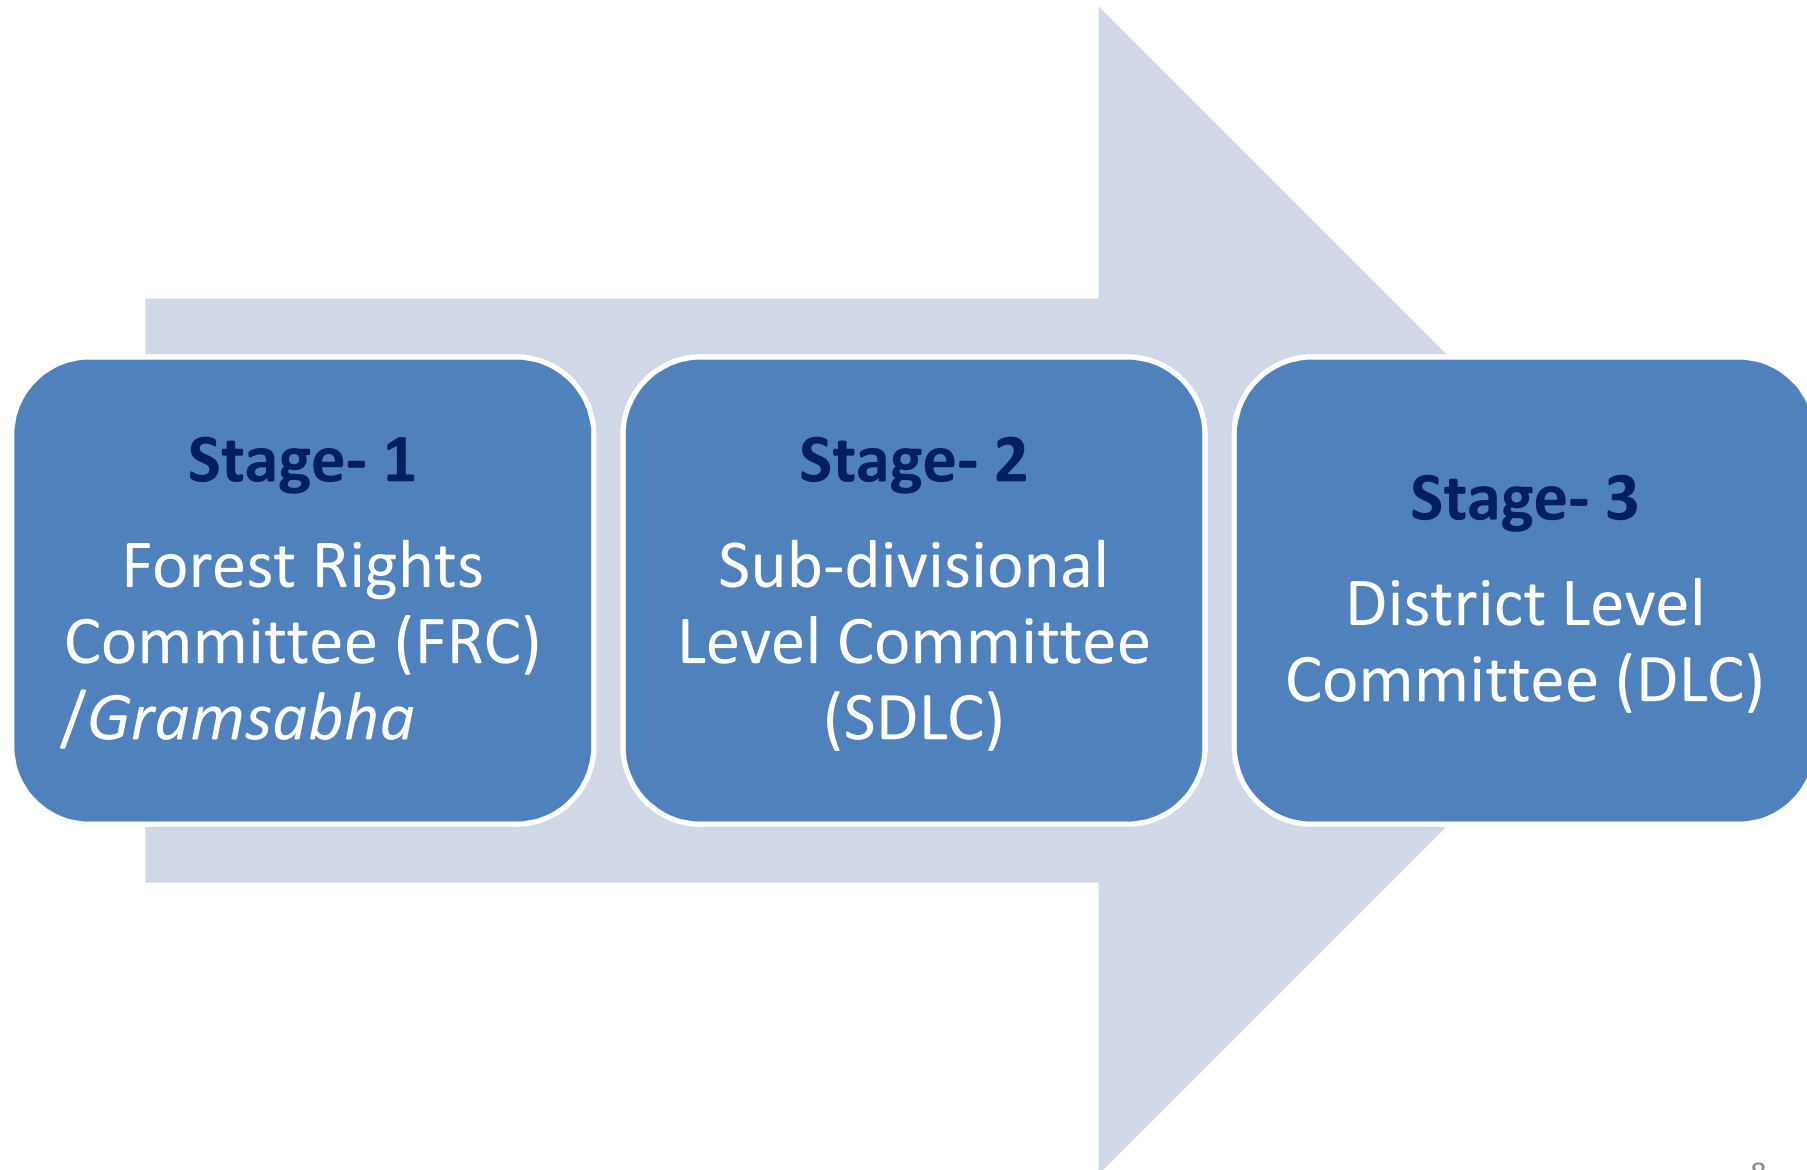 Stage- 1
Forest Rights
Committee (FRC)
/Gramsabha
Stage- 2
Sub-divisional
Level Committee
(SDLC)
Stage- 3
District Level
Committee (DLC)